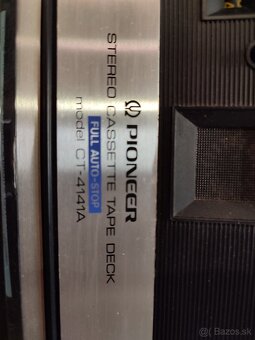 PIONEER
STEREO CASSETTE TAPE DECK
FULL AUTO-STOP
model CT-4141A
Bazos.sk